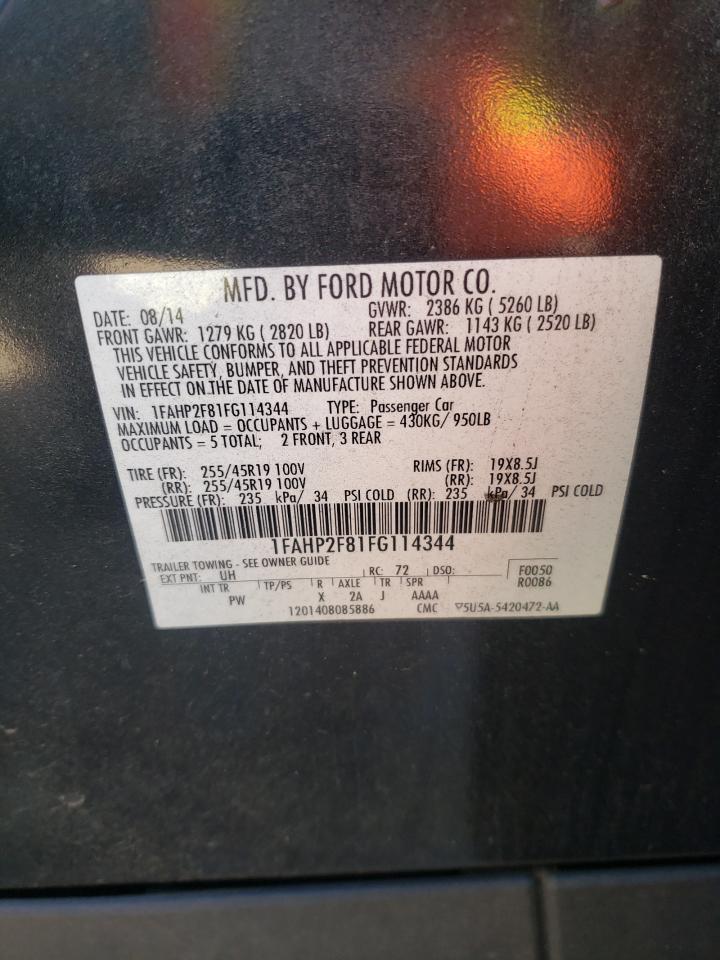 MFD. BY FORD MOTOR CO.
DATE: 08/14 GVWR: 2386 KG ( 5260 LB)
FRONT GAWR: 1279 KG ( 2820 LB) REAR GAWR: 1143 KG ( 2520 LB)
THIS VEHICLE CONFORMS TO ALL APPLICABLE FEDERAL MOTOR
VEHICLE SAFETY, BUMPER, AND THEFT PREVENTION STANDARDS
IN EFFECT ON THE DATE OF MANUFACTURE SHOWN ABOVE.
VIN: 1FAHP2F81FG114344 TYPE: Passenger Car
MAXIMUM LOAD = OCCUPANTS + LUGGAGE = 430KG/ 950LB
OCCUPANTS = 5 TOTAL; 2 FRONT, 3 REAR
TIRE (FR): 255/45R19 100V RIMS (FR): 19X8.5J
(RR): 255/45R19 100V (RR): 19X8.5J
PRESSURE (FR): 235 kPa/ 34 PSI COLD (RR): 235 kPa/ 34 PSI COLD
1FAHP2F81FG114344
TRAILER TOWING - SEE OWNER GUIDE
EXT PNT: UH RC: 72 DSO: F0050
INT TR TP/PS R AXLE TR SPR R0086
PW X 2A J AAAA
1201408085886 CMC ▽5U5A-5420472-AA